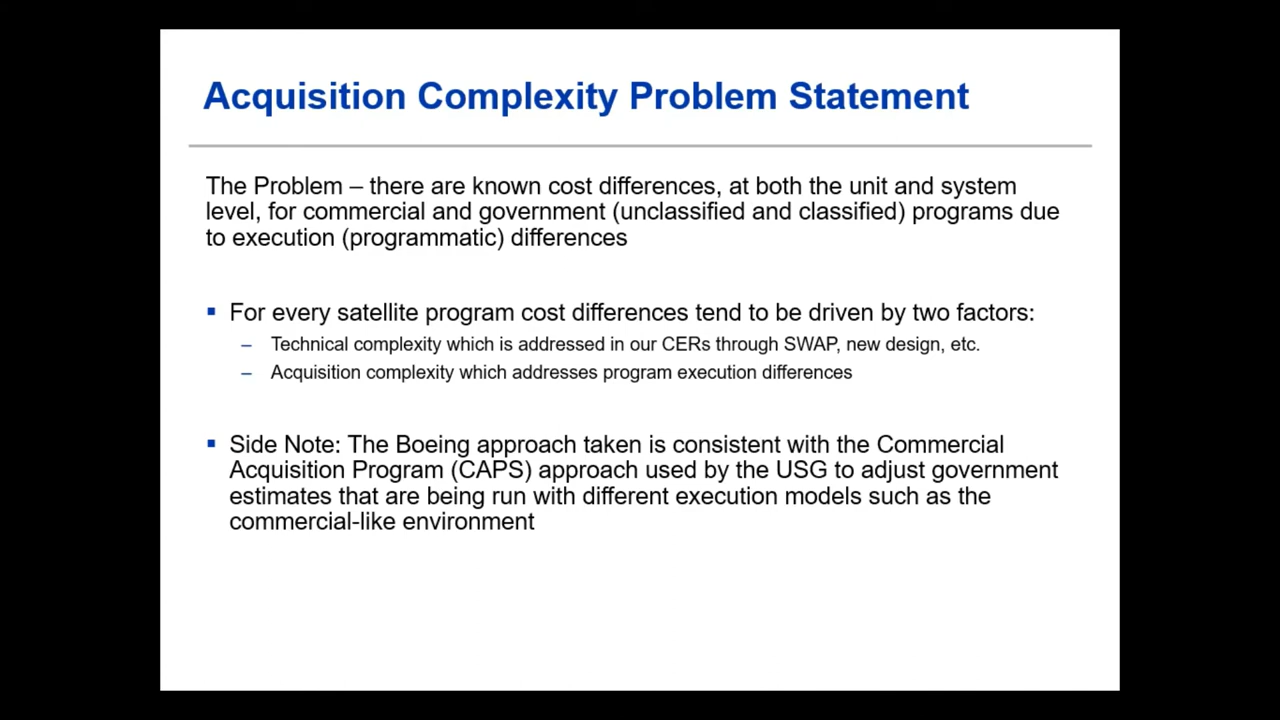 Acquisition Complexity Problem Statement
The Problem – there are known cost differences, at both the unit and system
level, for commercial and government (unclassified and classified) programs due
to execution (programmatic) differences
▪ For every satellite program cost differences tend to be driven by two factors:
– Technical complexity which is addressed in our CERs through SWAP, new design, etc.
– Acquisition complexity which addresses program execution differences
▪ Side Note: The Boeing approach taken is consistent with the Commercial
Acquisition Program (CAPS) approach used by the USG to adjust government
estimates that are being run with different execution models such as the
commercial-like environment